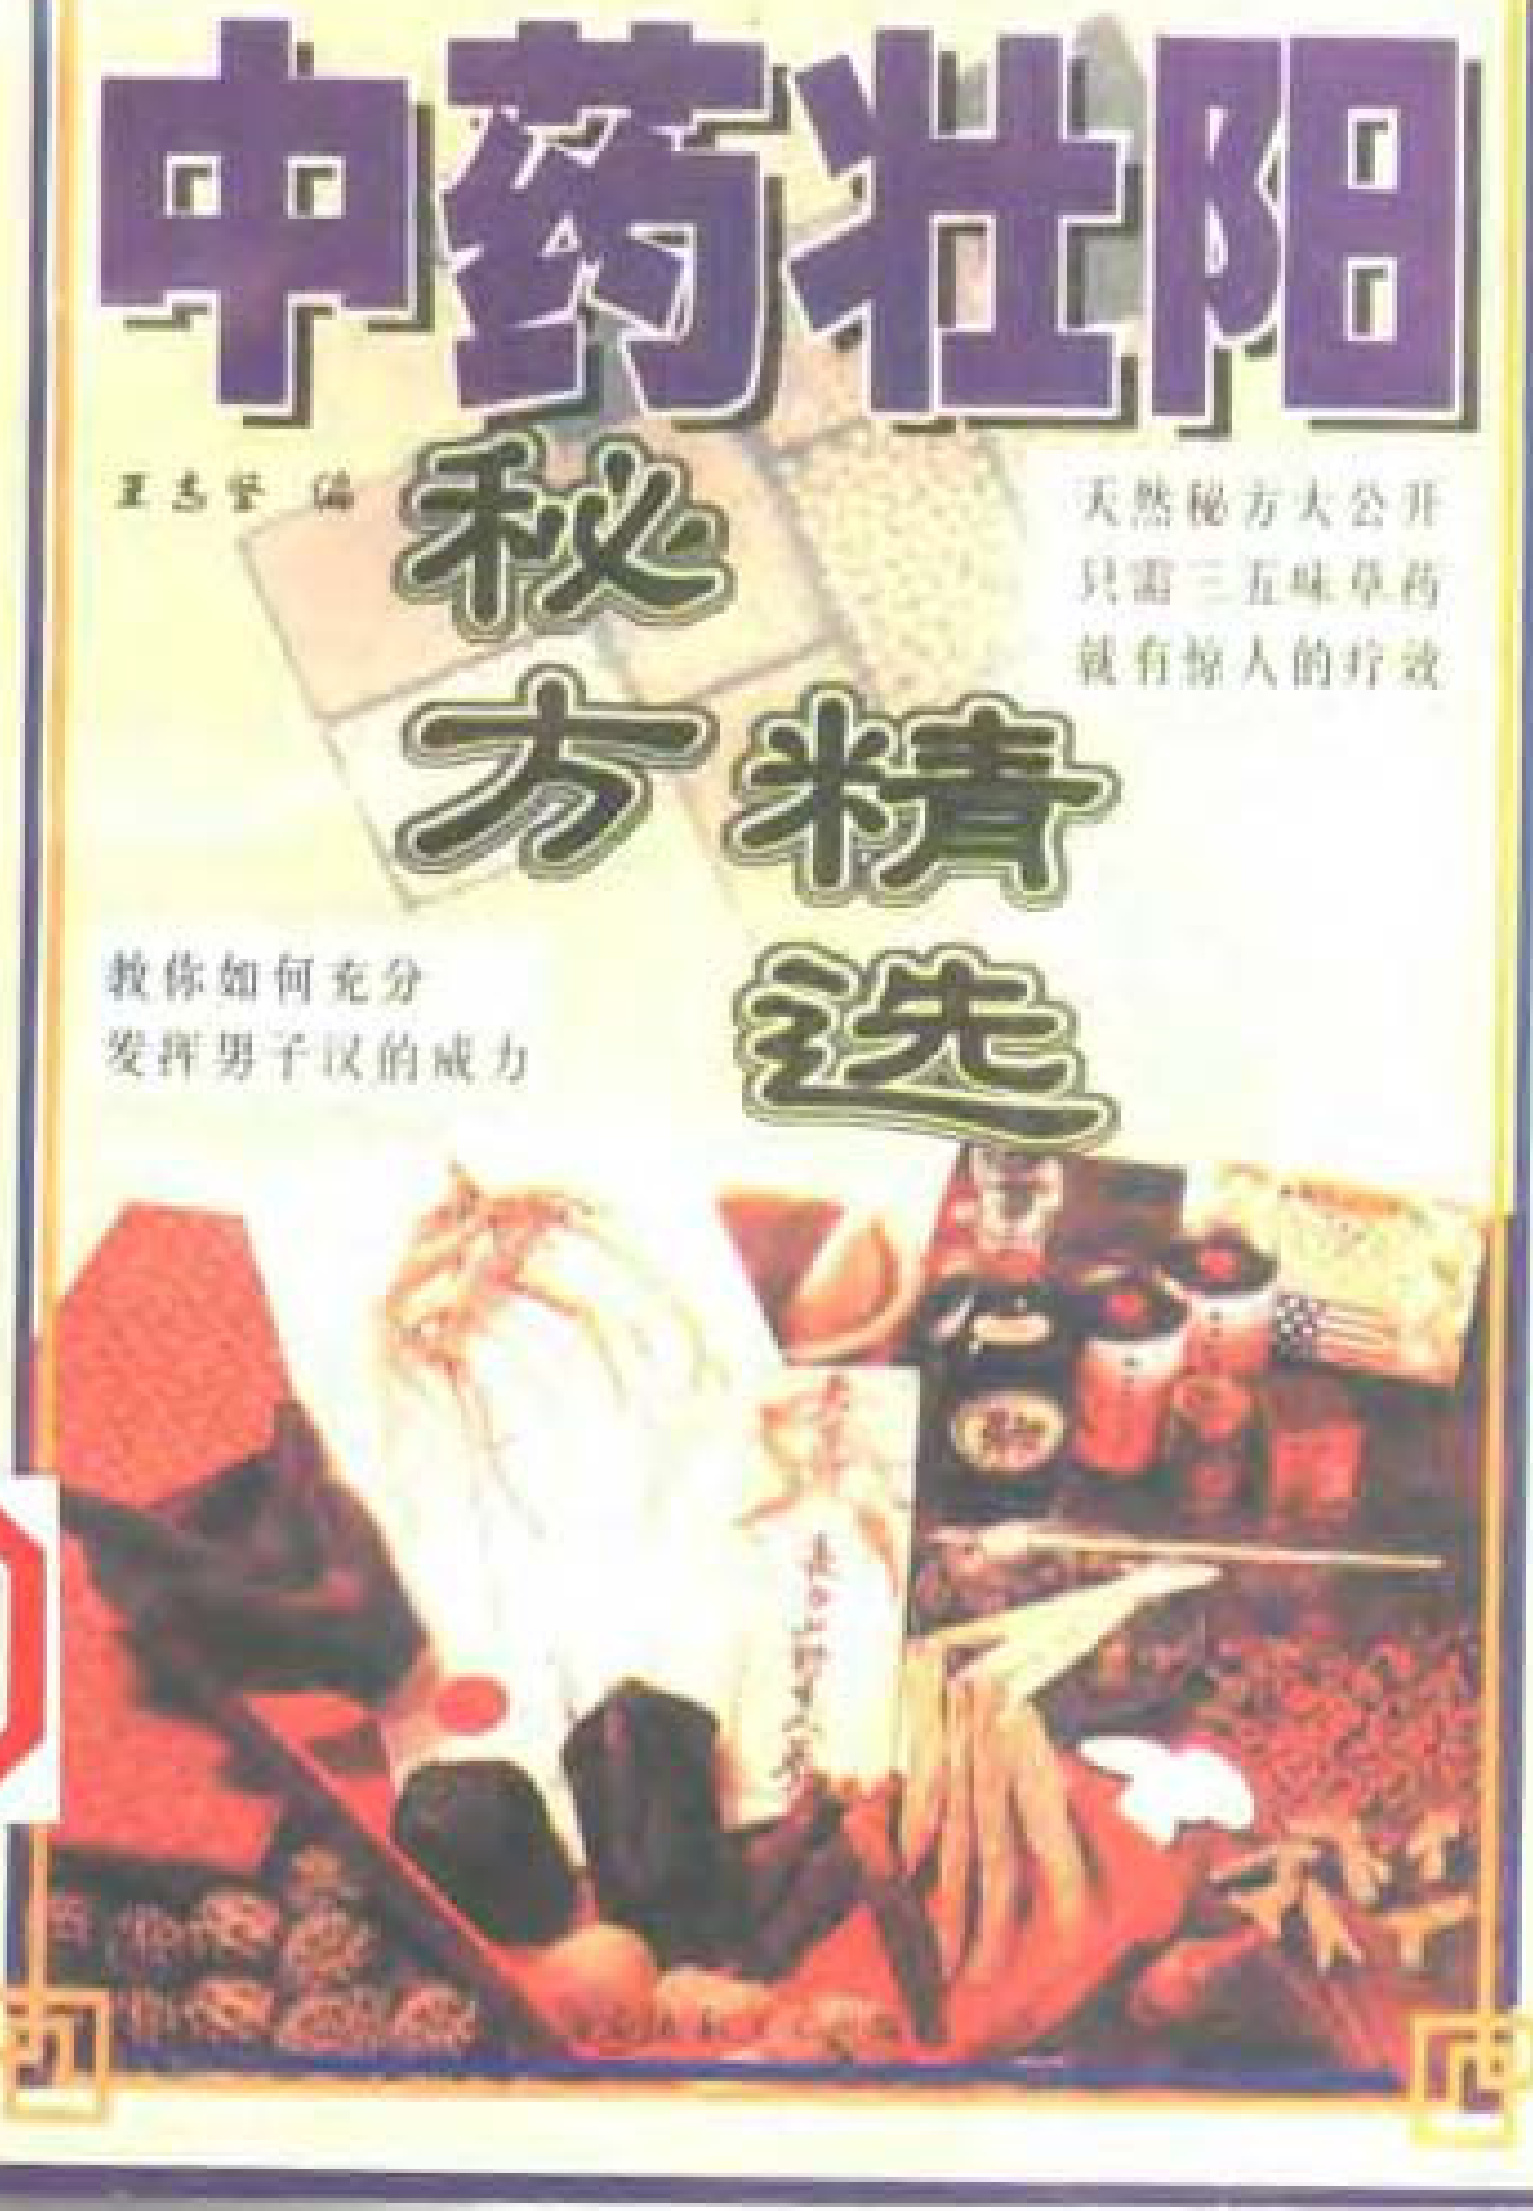 中药壮阳
秘方精选
王志坚 编
天然秘方大公开
只需三五味草药
就有惊人的疗效
教你如何充分
发挥男子汉的威力